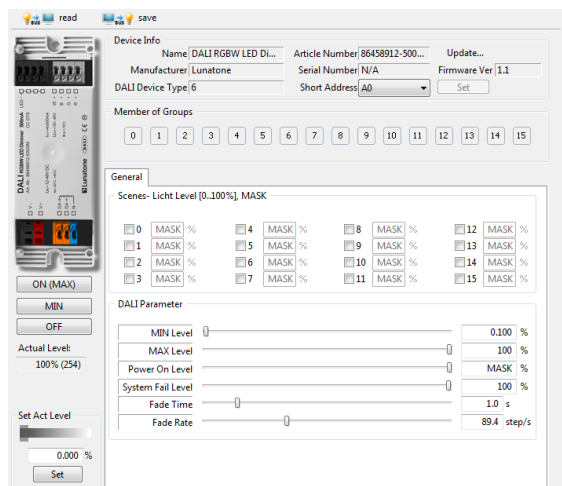 read save
Device Info
Name DALI RGBW LED Di... Article Number 86458912-500... Update...
Manufacturer Lunatone Serial Number N/A Firmware Ver 1.1
DALI Device Type 6 Short Address A0 Set
Member of Groups
0 1 2 3 4 5 6 7 8 9 10 11 12 13 14 15
General
Scenes- Licht Level [0..100%], MASK
0 MASK % 4 MASK % 8 MASK % 12 MASK %
1 MASK % 5 MASK % 9 MASK % 13 MASK %
2 MASK % 6 MASK % 10 MASK % 14 MASK %
3 MASK % 7 MASK % 11 MASK % 15 MASK %
DALI Parameter
MIN Level 0.100 %
MAX Level 100 %
Power On Level MASK %
System Fail Level 100 %
Fade Time 1.0 s
Fade Rate 89.4 step/s
ON (MAX)
MIN
OFF
Actual Level:
100% (254)
Set Act Level
0.000 %
Set
DALI RGBW LED Dimmer
Lunatone